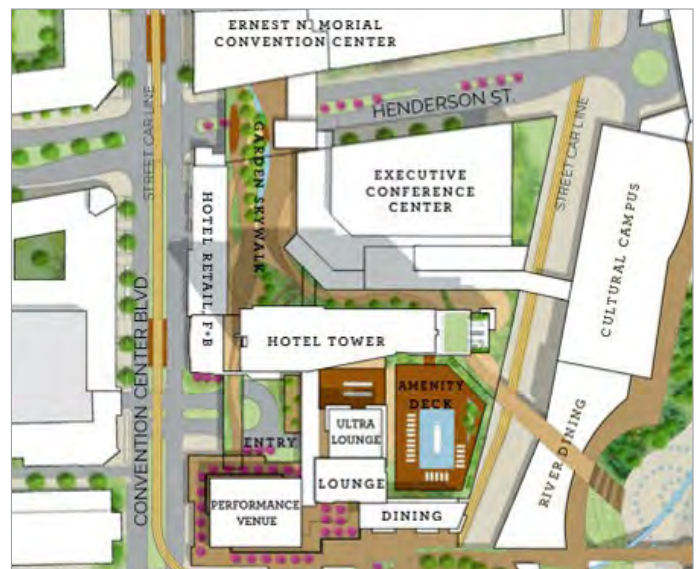 ERNEST N. MORIAL
CONVENTION CENTER
HENDERSON ST.
STREET CAR LINE
GARDEN SKYWALK
STREET CAR LINE
EXECUTIVE
CONFERENCE
CENTER
HOTEL RETAIL, F+B
CULTURAL CAMPUS
CONVENTION CENTER BLVD
HOTEL TOWER
AMENITY
DECK
ULTRA
LOUNGE
ENTRY
RIVER DINING
LOUNGE
PERFORMANCE
VENUE
DINING